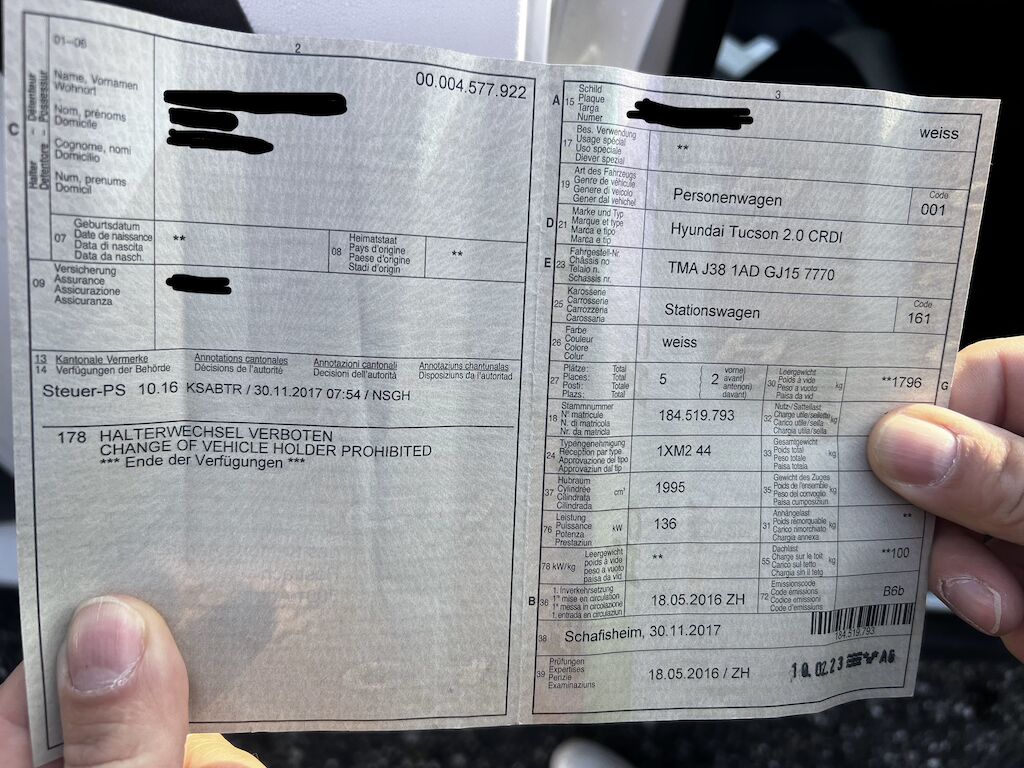 01-06
2
00.004.577.922
C
Halter – Détenteur
Detentore – Possessur
Name, Vornamen
Wohnort
Nom, prénoms
Domicile
Cognome, nomi
Domicilio
Num, prenums
Domicil
07
Geburtsdatum
Date de naissance
Data di nascita
Data da nasch.
**
08
Heimatstaat
Pays d'origine
Paese d'origine
Stadi d'origin
**
09
Versicherung
Assurance
Assicurazione
Assicuranza
13 Kantonale Vermerke Annotations cantonales Annotazioni cantonali Annotaziuns chantunalas
14 Verfügungen der Behörde Décisions de l'autorité Decisioni dell'autorità Disposiziuns da l'autoritad
Steuer-PS 10.16 KSABTR / 30.11.2017 07:54 / NSGH
178 HALTERWECHSEL VERBOTEN
CHANGE OF VEHICLE HOLDER PROHIBITED
*** Ende der Verfügungen ***
3
A 15
Schild
Plaque
Targa
Numer
weiss
17
Bes. Verwendung
Usage spécial
Uso speciale
Diever spezial
**
19
Art des Fahrzeugs
Genre de véhicule
Genere di veicolo
Gener dal vehichel
Personenwagen
Code
001
D 21
Marke und Typ
Marque et type
Marca e tipo
Marca e tip
Hyundai Tucson 2.0 CRDI
E 23
Fahrgestell-Nr.
Châssis no
Telaio n.
Schassis nr.
TMA J38 1AD GJ15 7770
25
Karosserie
Carrosserie
Carrozzeria
Carossaria
Stationswagen
Code
161
26
Farbe
Couleur
Colore
Colur
weiss
27
Plätze: Total
Places: Total
Posti: Totale
Plazs: Total
5
2
vorne)
avant)
anteriori)
davant)
30
Leergewicht
Poids à vide
Peso a vuoto
Paisa da vid
kg
**1796
G
18
Stammnummer
N° matricule
N. di matricola
Nr. da matricla
184.519.793
32
Nutz-/Sattellast
Charge utile/sellette
Carico utile/sella
Chargia utila/sella
kg
24
Typengenehmigung
Réception par type
Approvazione del tipo
Approvaziun dal tip
1XM2 44
33
Gesamtgewicht
Poids total
Peso totale
Paisa totala
kg
37
Hubraum
Cylindrée
Cilindrata
Cilindrada
cm³
1995
35
Gewicht des Zuges
Poids de l'ensemble
Peso del convoglio
Paisa cumposiziun
kg
76
Leistung
Puissance
Potenza
Prestaziun
kW
136
31
Anhängelast
Poids remorquable
Carico rimorchiato
Chargia annexa
kg
**
78 kW/kg
Leergewicht
poids à vide
peso a vuoto
paisa da vid
**
55
Dachlast
Charge sur le toit
Carico sul tetto
Chargia sin il tetg
kg
**100
B 36
1. Inverkehrsetzung
1re mise en circulation
1a messa in circolazione
1. entrada en circulaziun
18.05.2016 ZH
72
Emissionscode
Code émissions
Codice emissioni
Code d'emissiuns
B6b
38
Schafisheim, 30.11.2017
184.519.793
39
Prüfungen
Expertises
Perizie
Examinaziuns
18.05.2016 / ZH
10.02.23
AG